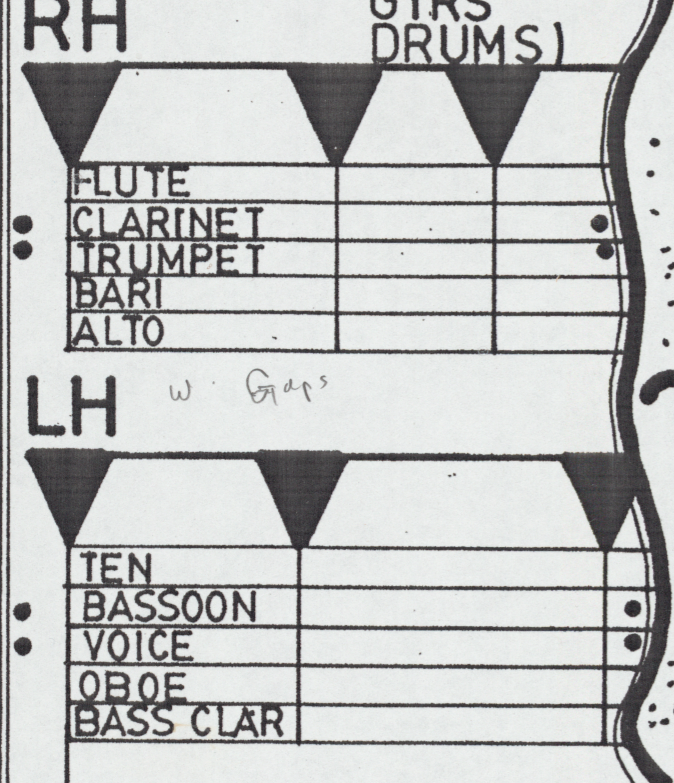 RH
GTRS
DRUMS)
FLUTE
CLARINET
TRUMPET
BARI
ALTO
w. Gaps
LH
TEN
BASSOON
VOICE
OBOE
BASS CLAR